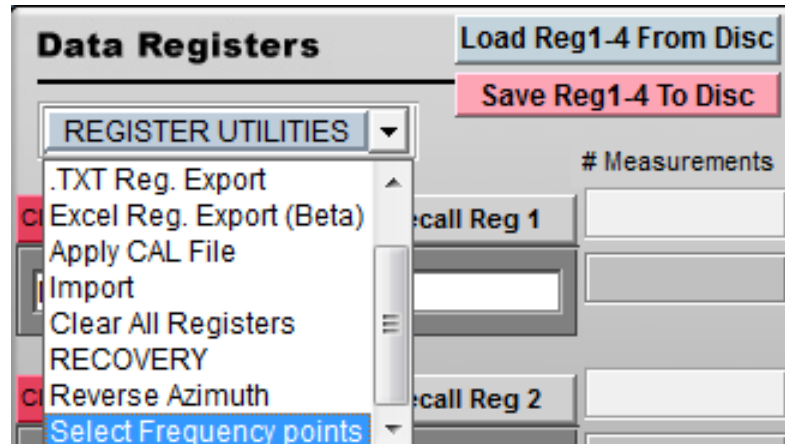 Data Registers
Load Reg1-4 From Disc
Save Reg1-4 To Disc
REGISTER UTILITIES
# Measurements
.TXT Reg. Export
Excel Reg. Export (Beta)
Reg 1
Apply CAL File
Import
Clear All Registers
RECOVERY
Reverse Azimuth
Reg 2
Select Frequency points